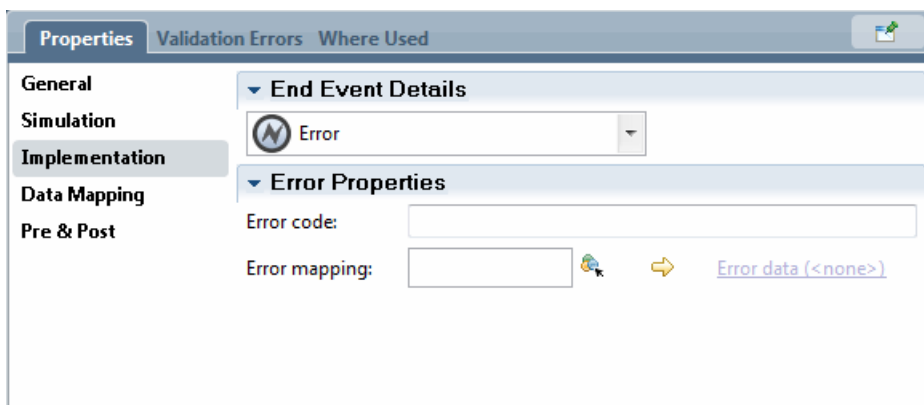 Properties Validation Errors Where Used
General
Simulation
Implementation
Data Mapping
Pre & Post
End Event Details
Error
Error Properties
Error code:
Error mapping: Error data (<none>)